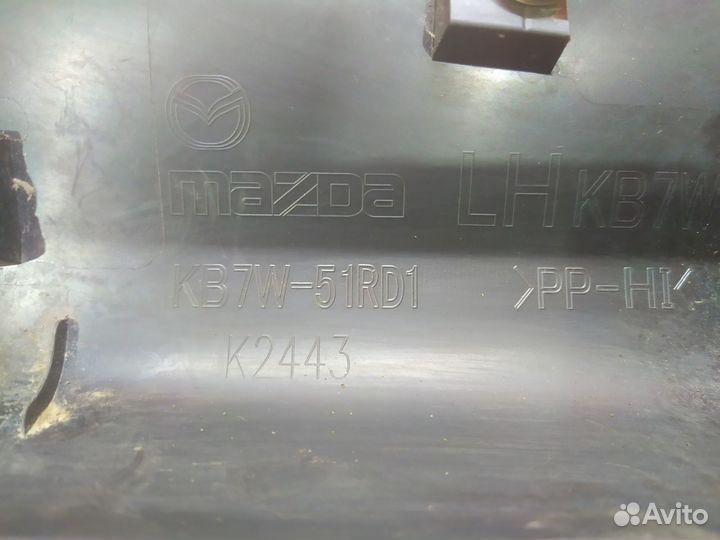 mazda LH KB7W
KB7W-51RD1 >PP-HI<
K2443
Avito